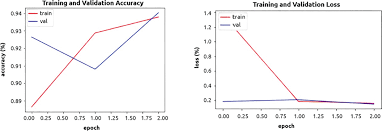 Training and Validation Accuracy
train
val
accuracy (%)
0.94
0.93
0.92
0.91
0.90
0.89
0.00 0.25 0.50 0.75 1.00 1.25 1.50 1.75 2.00
epoch
Training and Validation Loss
train
val
loss (%)
1.4
1.2
1.0
0.8
0.6
0.4
0.2
0.00 0.25 0.50 0.75 1.00 1.25 1.50 1.75 2.00
epoch